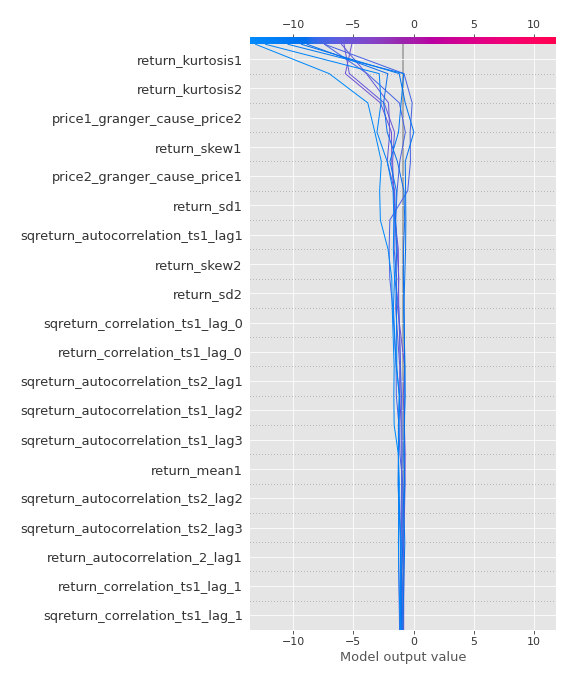 −10 −5 0 5 10
return_kurtosis1
return_kurtosis2
price1_granger_cause_price2
return_skew1
price2_granger_cause_price1
return_sd1
sqreturn_autocorrelation_ts1_lag1
return_skew2
return_sd2
sqreturn_correlation_ts1_lag_0
return_correlation_ts1_lag_0
sqreturn_autocorrelation_ts2_lag1
sqreturn_autocorrelation_ts1_lag2
sqreturn_autocorrelation_ts1_lag3
return_mean1
sqreturn_autocorrelation_ts2_lag2
sqreturn_autocorrelation_ts2_lag3
return_autocorrelation_2_lag1
return_correlation_ts1_lag_1
sqreturn_correlation_ts1_lag_1
−10 −5 0 5 10
Model output value